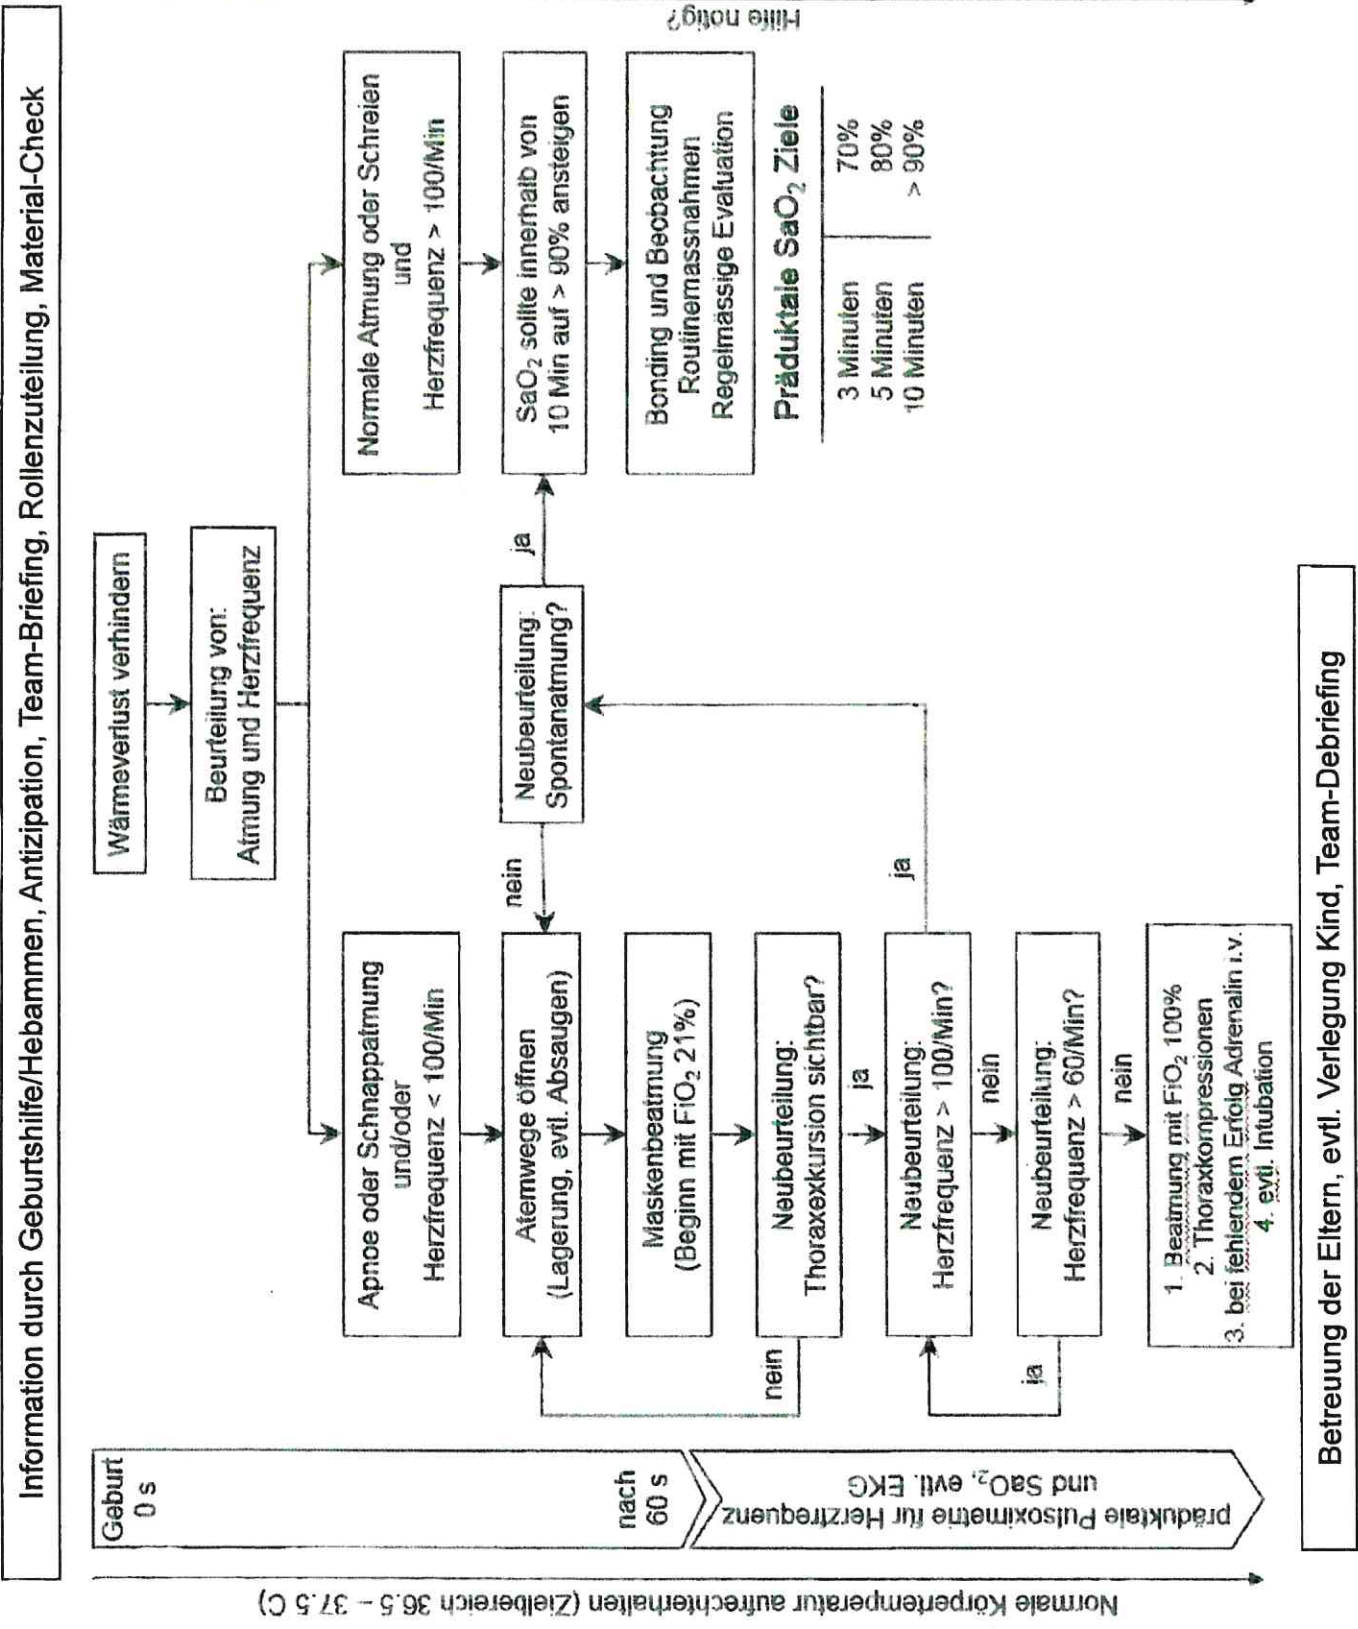 Information durch Geburtshilfe/Hebammen, Antizipation, Team-Briefing, Rollenzuteilung, Material-Check
Normale Körpertemperatur aufrechterhalten (Zielbereich 36.5 – 37.5 C)
Geburt
0 s
nach
60 s
präduktale Pulsoximetrie für Herzfrequenz
und SaO₂, evtl. EKG
Wärmeverlust verhindern
Beurteilung von:
Atmung und Herzfrequenz
Apnoe oder Schnappatmung
und/oder
Herzfrequenz < 100/Min
Atemwege öffnen
(Lagerung, evtl. Absaugen)
Maskenbeatmung
(Beginn mit FiO₂ 21%)
Neubeurteilung:
Thoraxexkursion sichtbar?
nein
ja
Neubeurteilung:
Herzfrequenz > 100/Min?
ja
nein
Neubeurteilung:
Herzfrequenz > 60/Min?
ja
nein
1. Beatmung mit FiO₂ 100%
2. Thoraxkompressionen
3. bei fehlendem Erfolg Adrenalin i.v.
4. evtl. Intubation
Neubeurteilung:
Spontanatmung?
nein
ja
Normale Atmung oder Schreien
und
Herzfrequenz > 100/Min
SaO₂ sollte innerhalb von
10 Min auf > 90% ansteigen
Bonding und Beobachtung
Routinemassnahmen
Regelmässige Evaluation
Präduktale SaO₂ Ziele
3 Minuten 70%
5 Minuten 80%
10 Minuten > 90%
Hilfe nötig?
Betreuung der Eltern, evtl. Verlegung Kind, Team-Debriefing